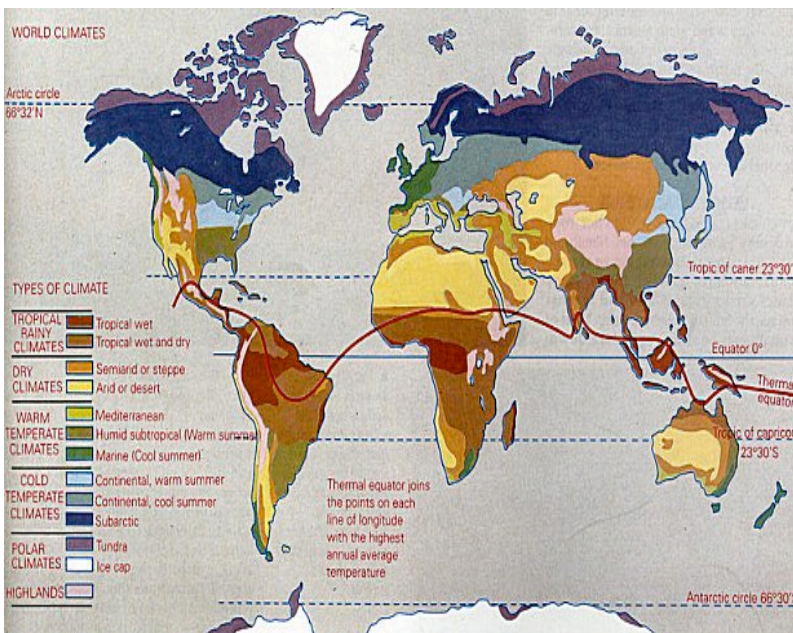 WORLD CLIMATES
Arctic circle
66°32'N
Tropic of caner 23°30'
Equator 0°
Thermal
equator
Tropic of capricorn
23°30'S
TYPES OF CLIMATE
TROPICAL
RAINY
CLIMATES
Tropical wet
Tropical wet and dry
DRY
CLIMATES
Semiarid or steppe
Arid or desert
WARM
TEMPERATE
CLIMATES
Mediterranean
Humid subtropical (Warm summer)
Marine (Cool summer)
COLD
TEMPERATE
CLIMATES
Continental, warm summer
Continental, cool summer
Subarctic
POLAR
CLIMATES
Tundra
Ice cap
HIGHLANDS
Thermal equator joins
the points on each
line of longitude
with the highest
annual average
temperature
Antarctic circle 66°30'S